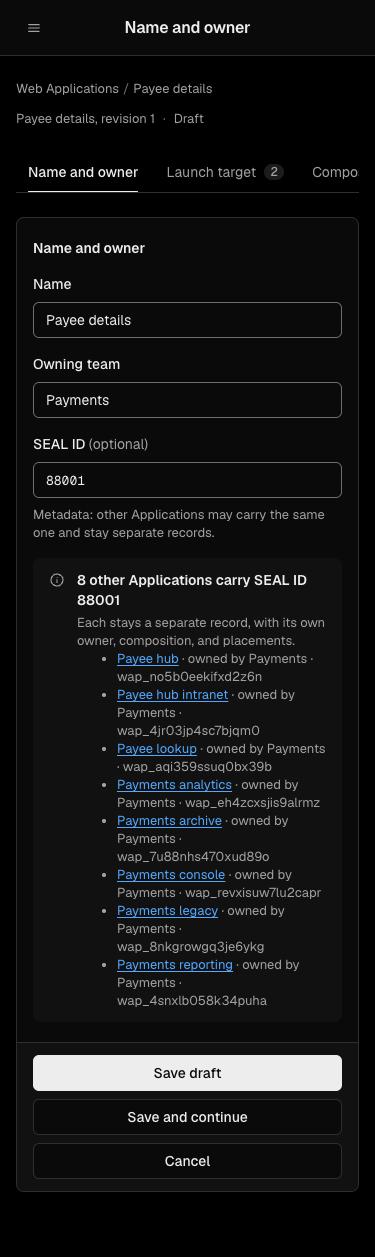 Name and owner
Web Applications / Payee details
Payee details, revision 1 · Draft
Name and owner Launch target 2 Compo
Name and owner
Name
Payee details
Owning team
Payments
SEAL ID (optional)
88001
Metadata: other Applications may carry the same
one and stay separate records.
8 other Applications carry SEAL ID
88001
Each stays a separate record, with its own
owner, composition, and placements.
• Payee hub · owned by Payments ·
wap_no5b0eekifxd2z6n
• Payee hub intranet · owned by
Payments ·
wap_4jr03jp4sc7bjqm0
• Payee lookup · owned by Payments
· wap_aqi359ssuq0bx39b
• Payments analytics · owned by
Payments · wap_eh4zcxsjis9alrmz
• Payments archive · owned by
Payments ·
wap_7u88nhs470xud89o
• Payments console · owned by
Payments · wap_revxisuw7lu2capr
• Payments legacy · owned by
Payments ·
wap_8nkgrowgq3je6ykg
• Payments reporting · owned by
Payments ·
wap_4snxlb058k34puha
Save draft
Save and continue
Cancel